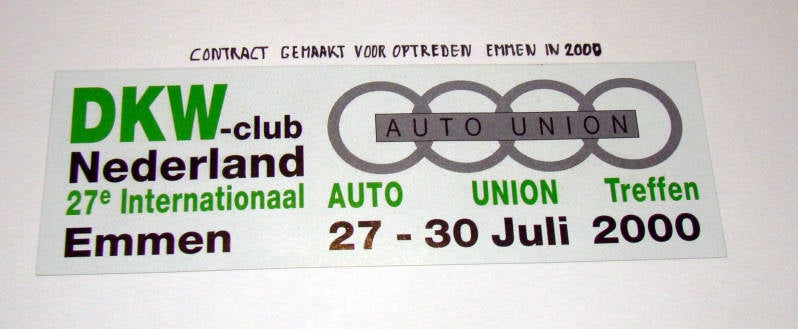 CONTRACT GEMAAKT VOOR OPTREDEN EMMEN IN 2000
DKW-club
Nederland
AUTO UNION
27e Internationaal AUTO UNION Treffen
Emmen 27 - 30 Juli 2000